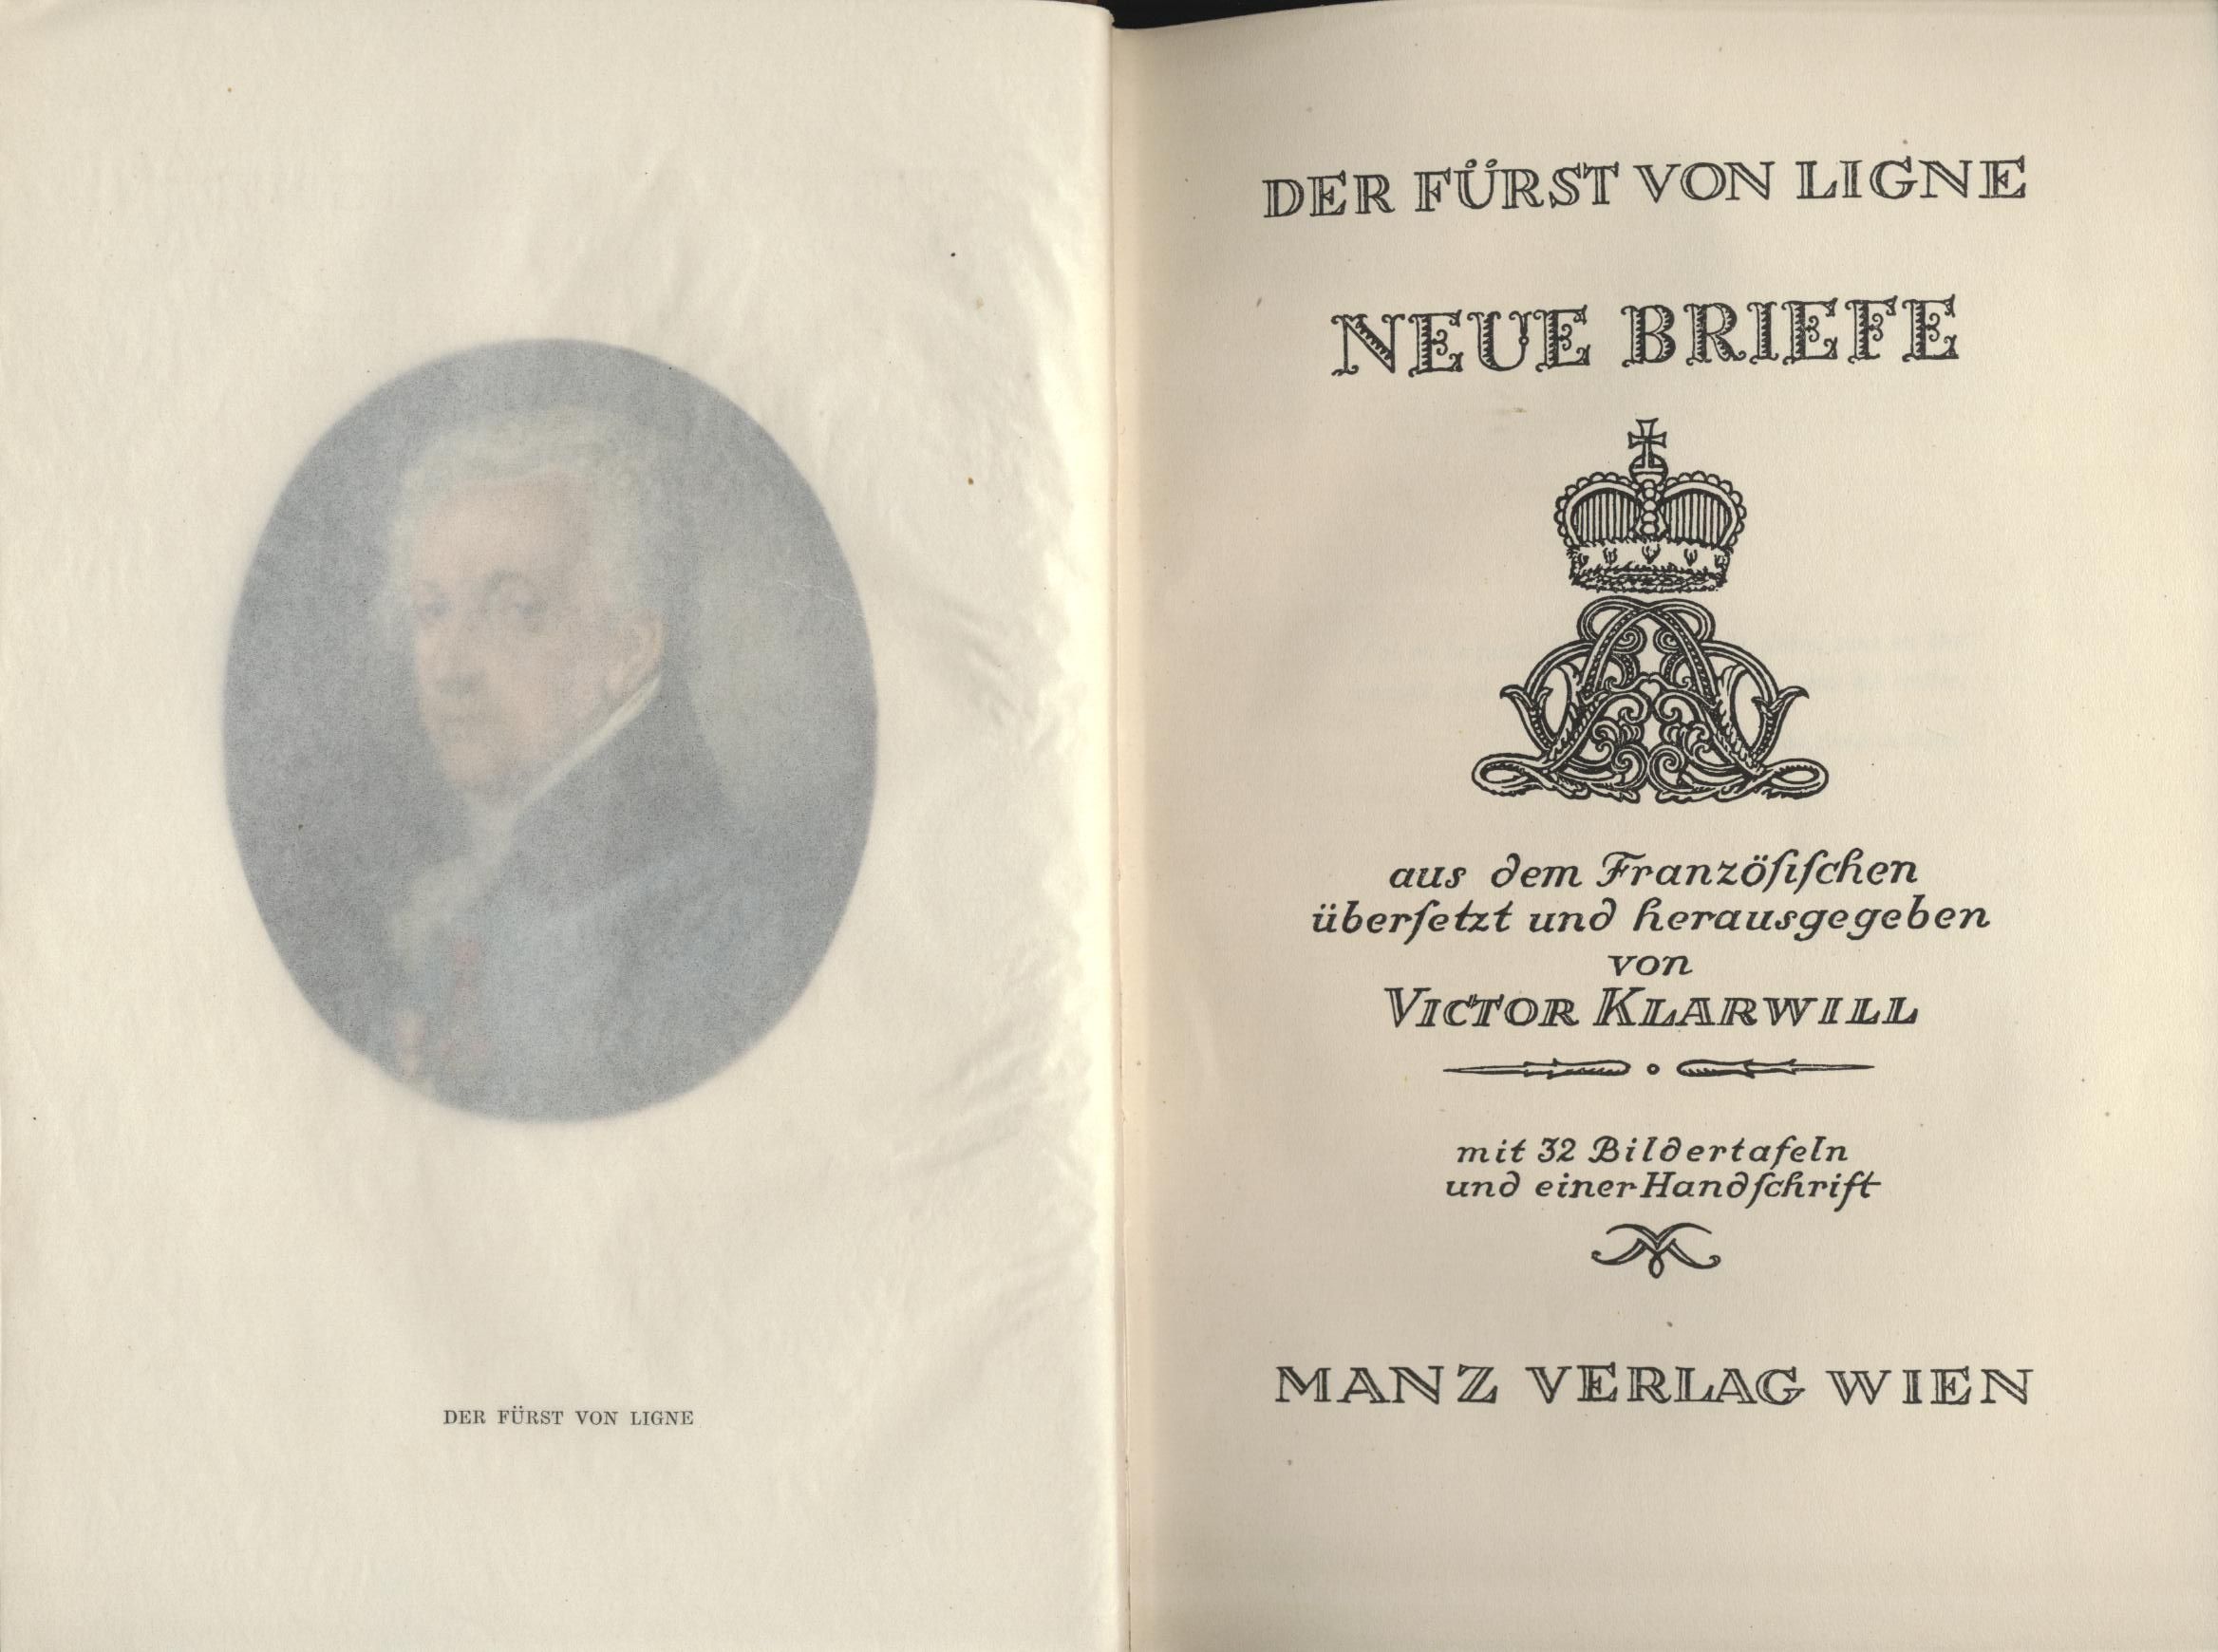 DER FÜRST VON LIGNE
DER FÜRST VON LIGNE
NEUE BRIEFE
aus dem Franzöſiſchen
überſetzt und herausgegeben
von
VICTOR KLARWILL
mit 32 Bildertafeln
und einer Handſchrift
MANZ VERLAG WIEN